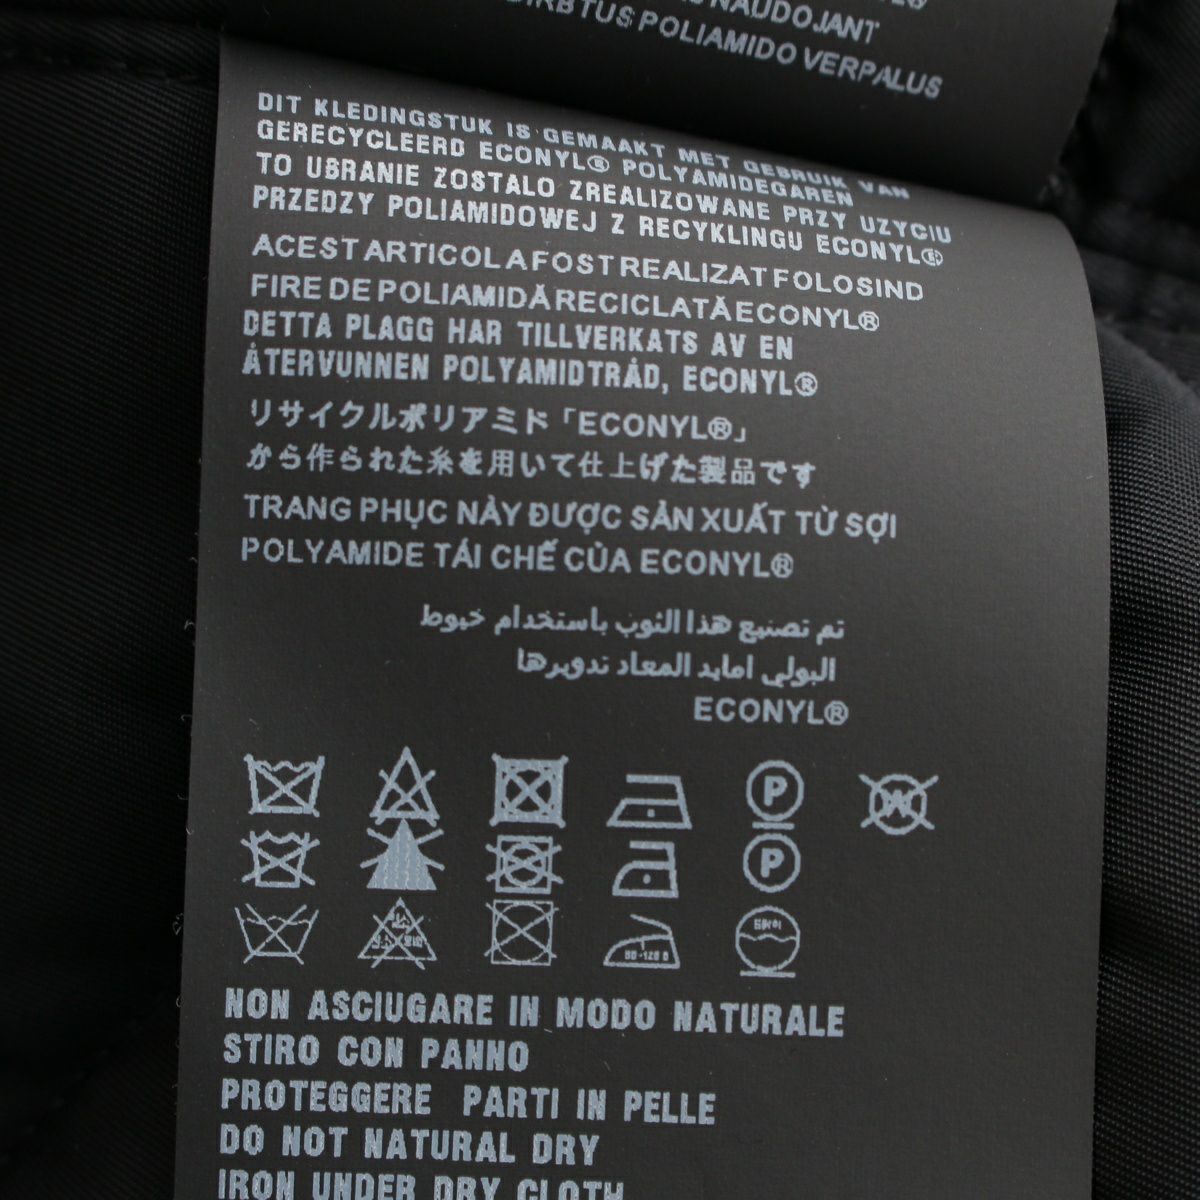 NAUDOJANT
POLIAMIDO VERPALUS
DIT KLEDINGSTUK IS GEMAAKT MET GEBRUIK VAN
GERECYCLEERD ECONYL® POLYAMIDEGAREN
TO UBRANIE ZOSTALO ZREALIZOWANE PRZY UZYCIU
PRZEDZY POLIAMIDOWEJ Z RECYKLINGU ECONYL®
ACEST ARTICOL A FOST REALIZAT FOLOSIND
FIRE DE POLIAMIDĂ RECICLATĂ ECONYL®
DETTA PLAGG HAR TILLVERKATS AV EN
ÅTERVUNNEN POLYAMIDTRÅD, ECONYL®
リサイクルポリアミド「ECONYL®」
から作られた糸を用いて仕上げた製品です
TRANG PHỤC NÀY ĐƯỢC SẢN XUẤT TỪ SỢI
POLYAMIDE TÁI CHẾ CỦA ECONYL®
تم تصنيع هذا الثوب باستخدام خيوط
البولي امايد المعاد تدويرها
ECONYL®
P W
P
80-120 0
NON ASCIUGARE IN MODO NATURALE
STIRO CON PANNO
PROTEGGERE PARTI IN PELLE
DO NOT NATURAL DRY
IRON UNDER DRY CLOTH